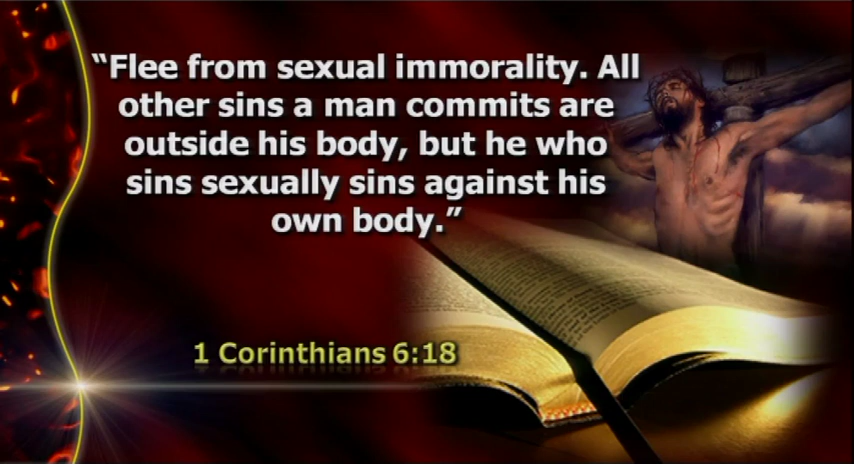 “Flee from sexual immorality. All
other sins a man commits are
outside his body, but he who
sins sexually sins against his
own body.”
1 Corinthians 6:18